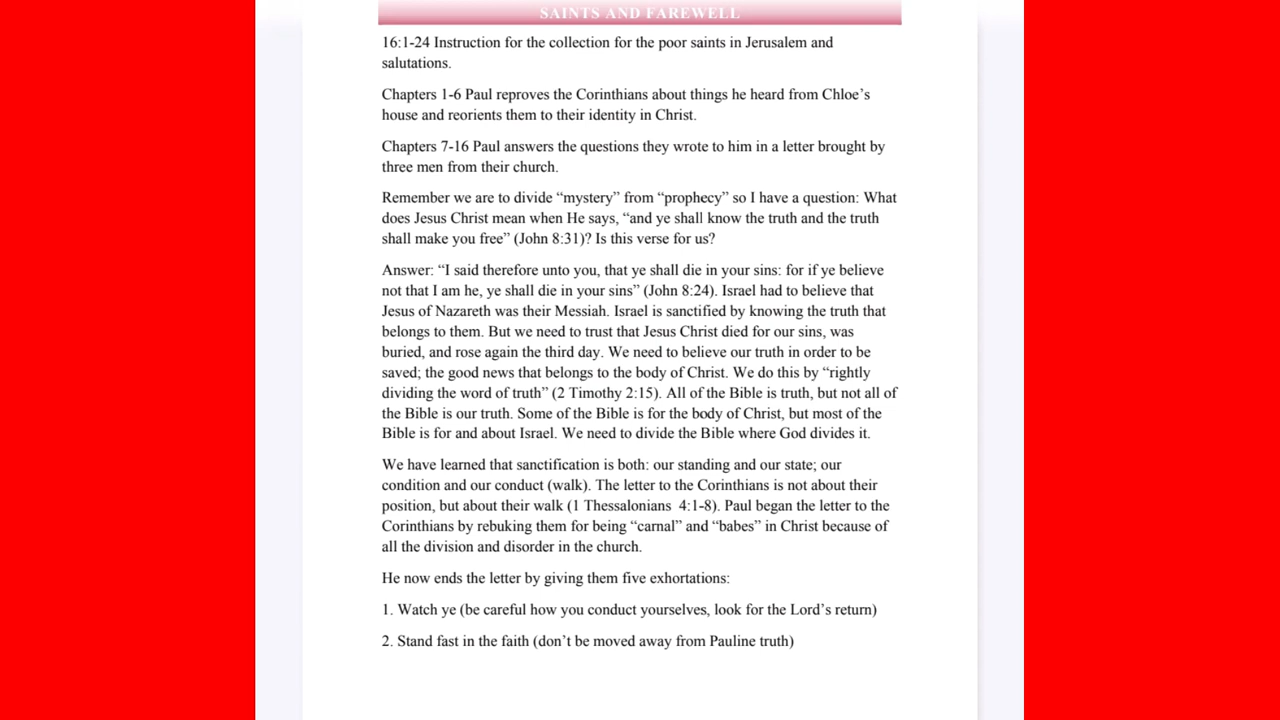 SAINTS AND FAREWELL
16:1-24 Instruction for the collection for the poor saints in Jerusalem and
salutations.
Chapters 1-6 Paul reproves the Corinthians about things he heard from Chloe’s
house and reorients them to their identity in Christ.
Chapters 7-16 Paul answers the questions they wrote to him in a letter brought by
three men from their church.
Remember we are to divide “mystery” from “prophecy” so I have a question: What
does Jesus Christ mean when He says, “and ye shall know the truth and the truth
shall make you free” (John 8:31)? Is this verse for us?
Answer: “I said therefore unto you, that ye shall die in your sins: for if ye believe
not that I am he, ye shall die in your sins” (John 8:24). Israel had to believe that
Jesus of Nazareth was their Messiah. Israel is sanctified by knowing the truth that
belongs to them. But we need to trust that Jesus Christ died for our sins, was
buried, and rose again the third day. We need to believe our truth in order to be
saved; the good news that belongs to the body of Christ. We do this by “rightly
dividing the word of truth” (2 Timothy 2:15). All of the Bible is truth, but not all of
the Bible is our truth. Some of the Bible is for the body of Christ, but most of the
Bible is for and about Israel. We need to divide the Bible where God divides it.
We have learned that sanctification is both: our standing and our state; our
condition and our conduct (walk). The letter to the Corinthians is not about their
position, but about their walk (1 Thessalonians 4:1-8). Paul began the letter to the
Corinthians by rebuking them for being “carnal” and “babes” in Christ because of
all the division and disorder in the church.
He now ends the letter by giving them five exhortations:
1. Watch ye (be careful how you conduct yourselves, look for the Lord’s return)
2. Stand fast in the faith (don’t be moved away from Pauline truth)